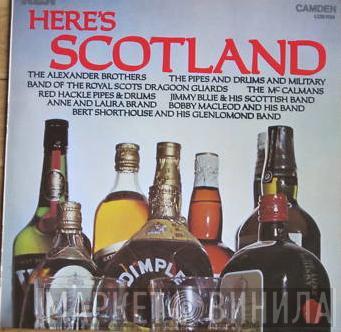 CAMDEN
HERE'S
SCOTLAND
THE ALEXANDER BROTHERS THE PIPES AND DRUMS AND MILITARY
BAND OF THE ROYAL SCOTS DRAGOON GUARDS THE McCALMANS
RED HACKLE PIPES & DRUMS JIMMY BLUE & HIS SCOTTISH BAND
ANNE AND LAURA BRAND BOBBY MACLEOD AND HIS BAND
BERT SHORTHOUSE AND HIS GLENLOMOND BAND
DIMPLE
МАРКЕТ ВИНИЛА